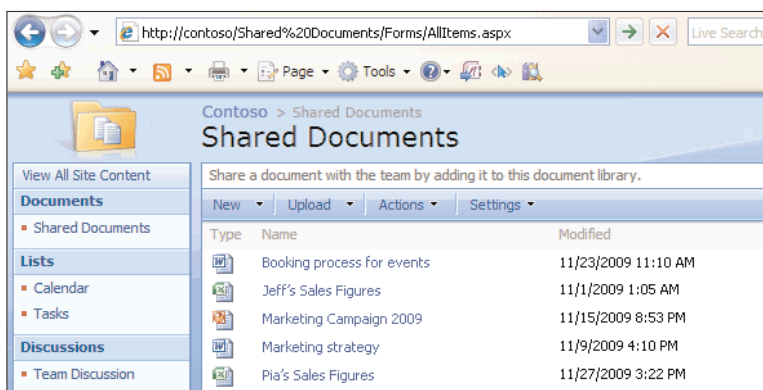 http://contoso/Shared%20Documents/Forms/AllItems.aspx
Live Search
Page Tools
Contoso > Shared Documents
Shared Documents
View All Site Content
Share a document with the team by adding it to this document library.
Documents
New Upload Actions Settings
Shared Documents
Type Name Modified
Lists
Booking process for events 11/23/2009 11:10 AM
Calendar
Jeff's Sales Figures 11/1/2009 1:05 AM
Tasks
Marketing Campaign 2009 11/15/2009 8:53 PM
Discussions
Marketing strategy 11/9/2009 4:10 PM
Team Discussion
Pia's Sales Figures 11/27/2009 3:22 PM